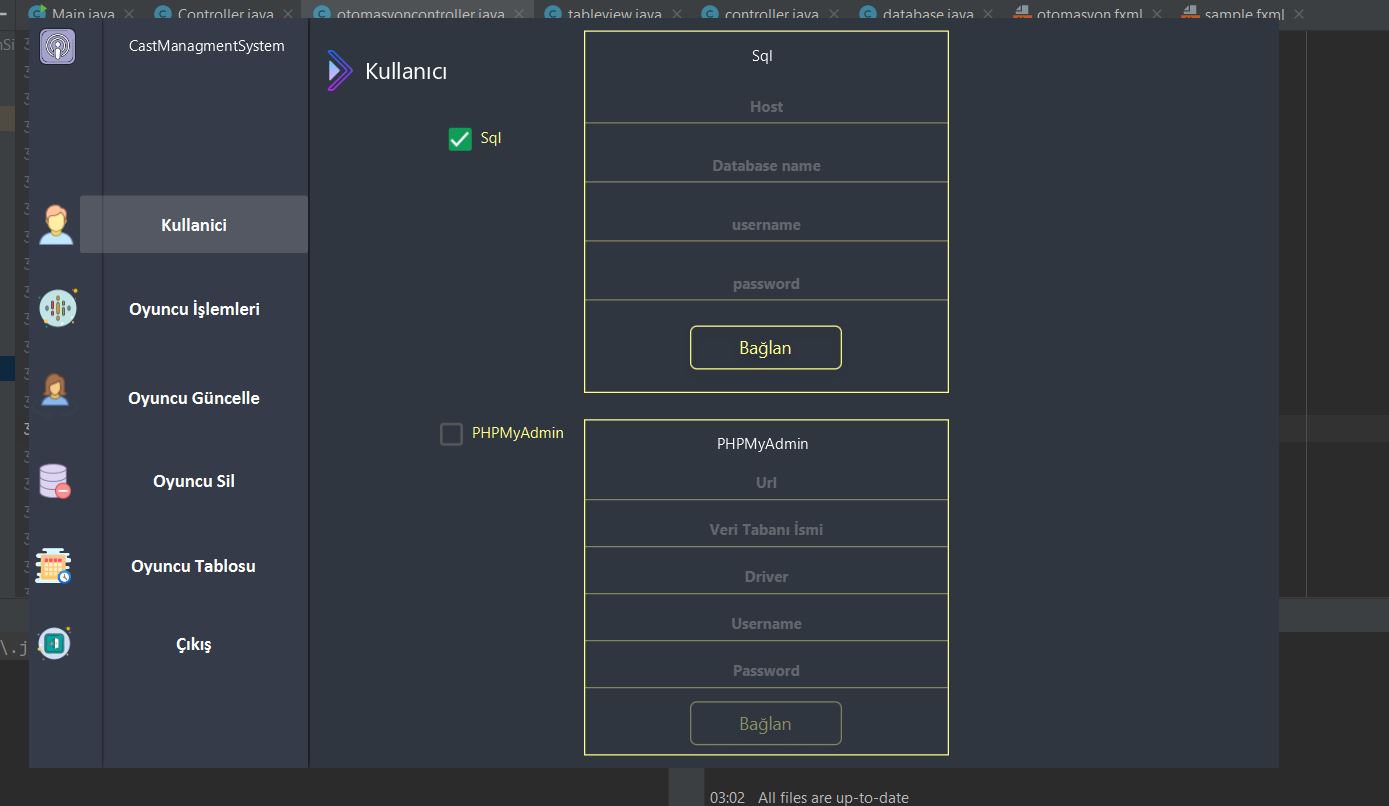 Main.java
Controller.java
otomasyoncontroller.java
tableview.java
controller.java
database.java
otomasyon.fxml
sample.fxml
CastManagmentSystem
Kullanici
Oyuncu İşlemleri
Oyuncu Güncelle
Oyuncu Sil
Oyuncu Tablosu
Çıkış
Kullanıcı
Sql
Sql
Host
Database name
username
password
Bağlan
PHPMyAdmin
PHPMyAdmin
Url
Veri Tabanı İsmi
Driver
Username
Password
Bağlan
\.j
03:02 All files are up-to-date